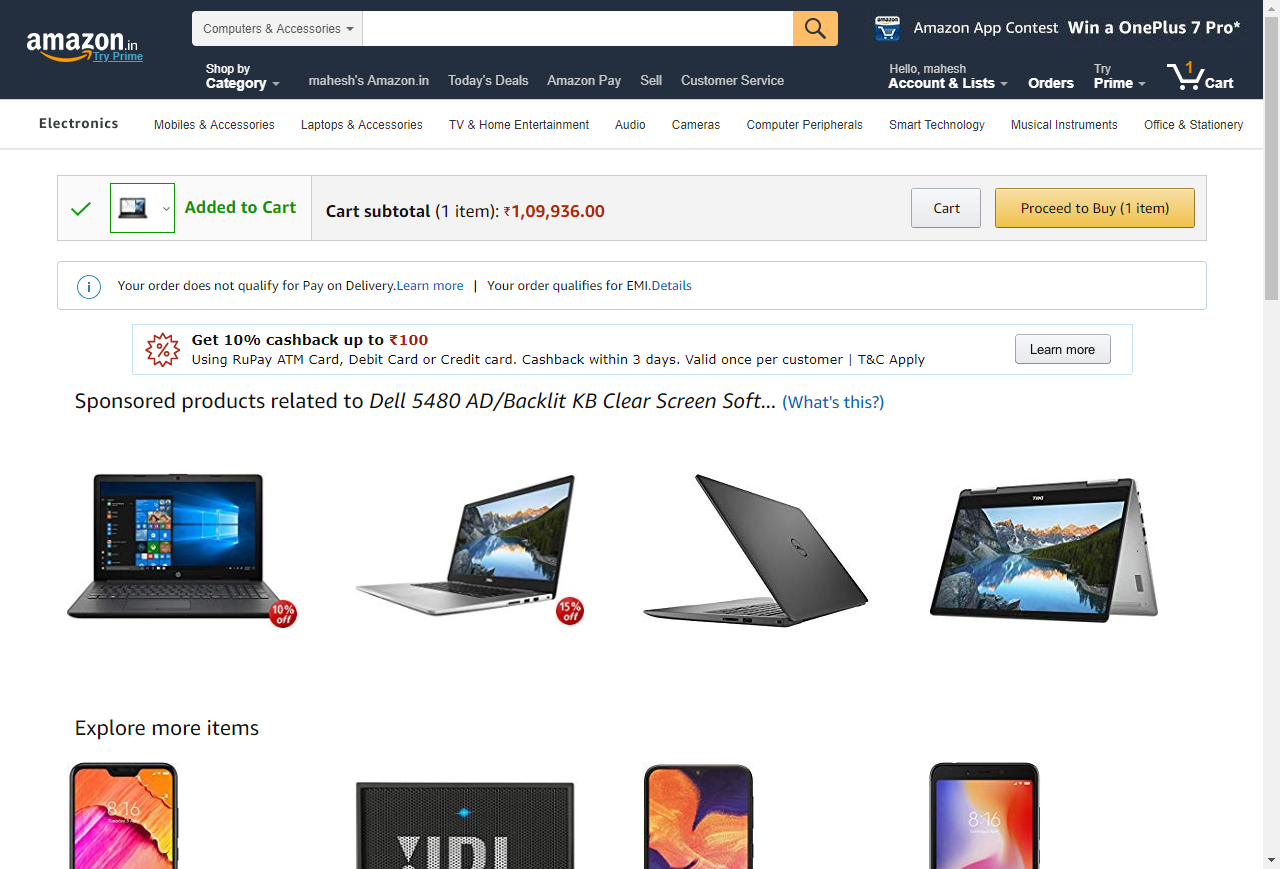 Computers & Accessories
Amazon App Contest Win a OnePlus 7 Pro*
amazon.in
Try Prime
Shop by
Category
mahesh's Amazon.in Today's Deals Amazon Pay Sell Customer Service
Hello, mahesh
Account & Lists
Orders
Try
Prime
1
Cart
Electronics Mobiles & Accessories Laptops & Accessories TV & Home Entertainment Audio Cameras Computer Peripherals Smart Technology Musical Instruments Office & Stationery
Added to Cart
Cart subtotal (1 item): ₹1,09,936.00
Cart
Proceed to Buy (1 item)
Your order does not qualify for Pay on Delivery.Learn more | Your order qualifies for EMI.Details
Get 10% cashback up to ₹100
Using RuPay ATM Card, Debit Card or Credit card. Cashback within 3 days. Valid once per customer | T&C Apply
Learn more
Sponsored products related to Dell 5480 AD/Backlit KB Clear Screen Soft... (What's this?)
10%
off
15%
off
Explore more items
8:16
JBL
8:16